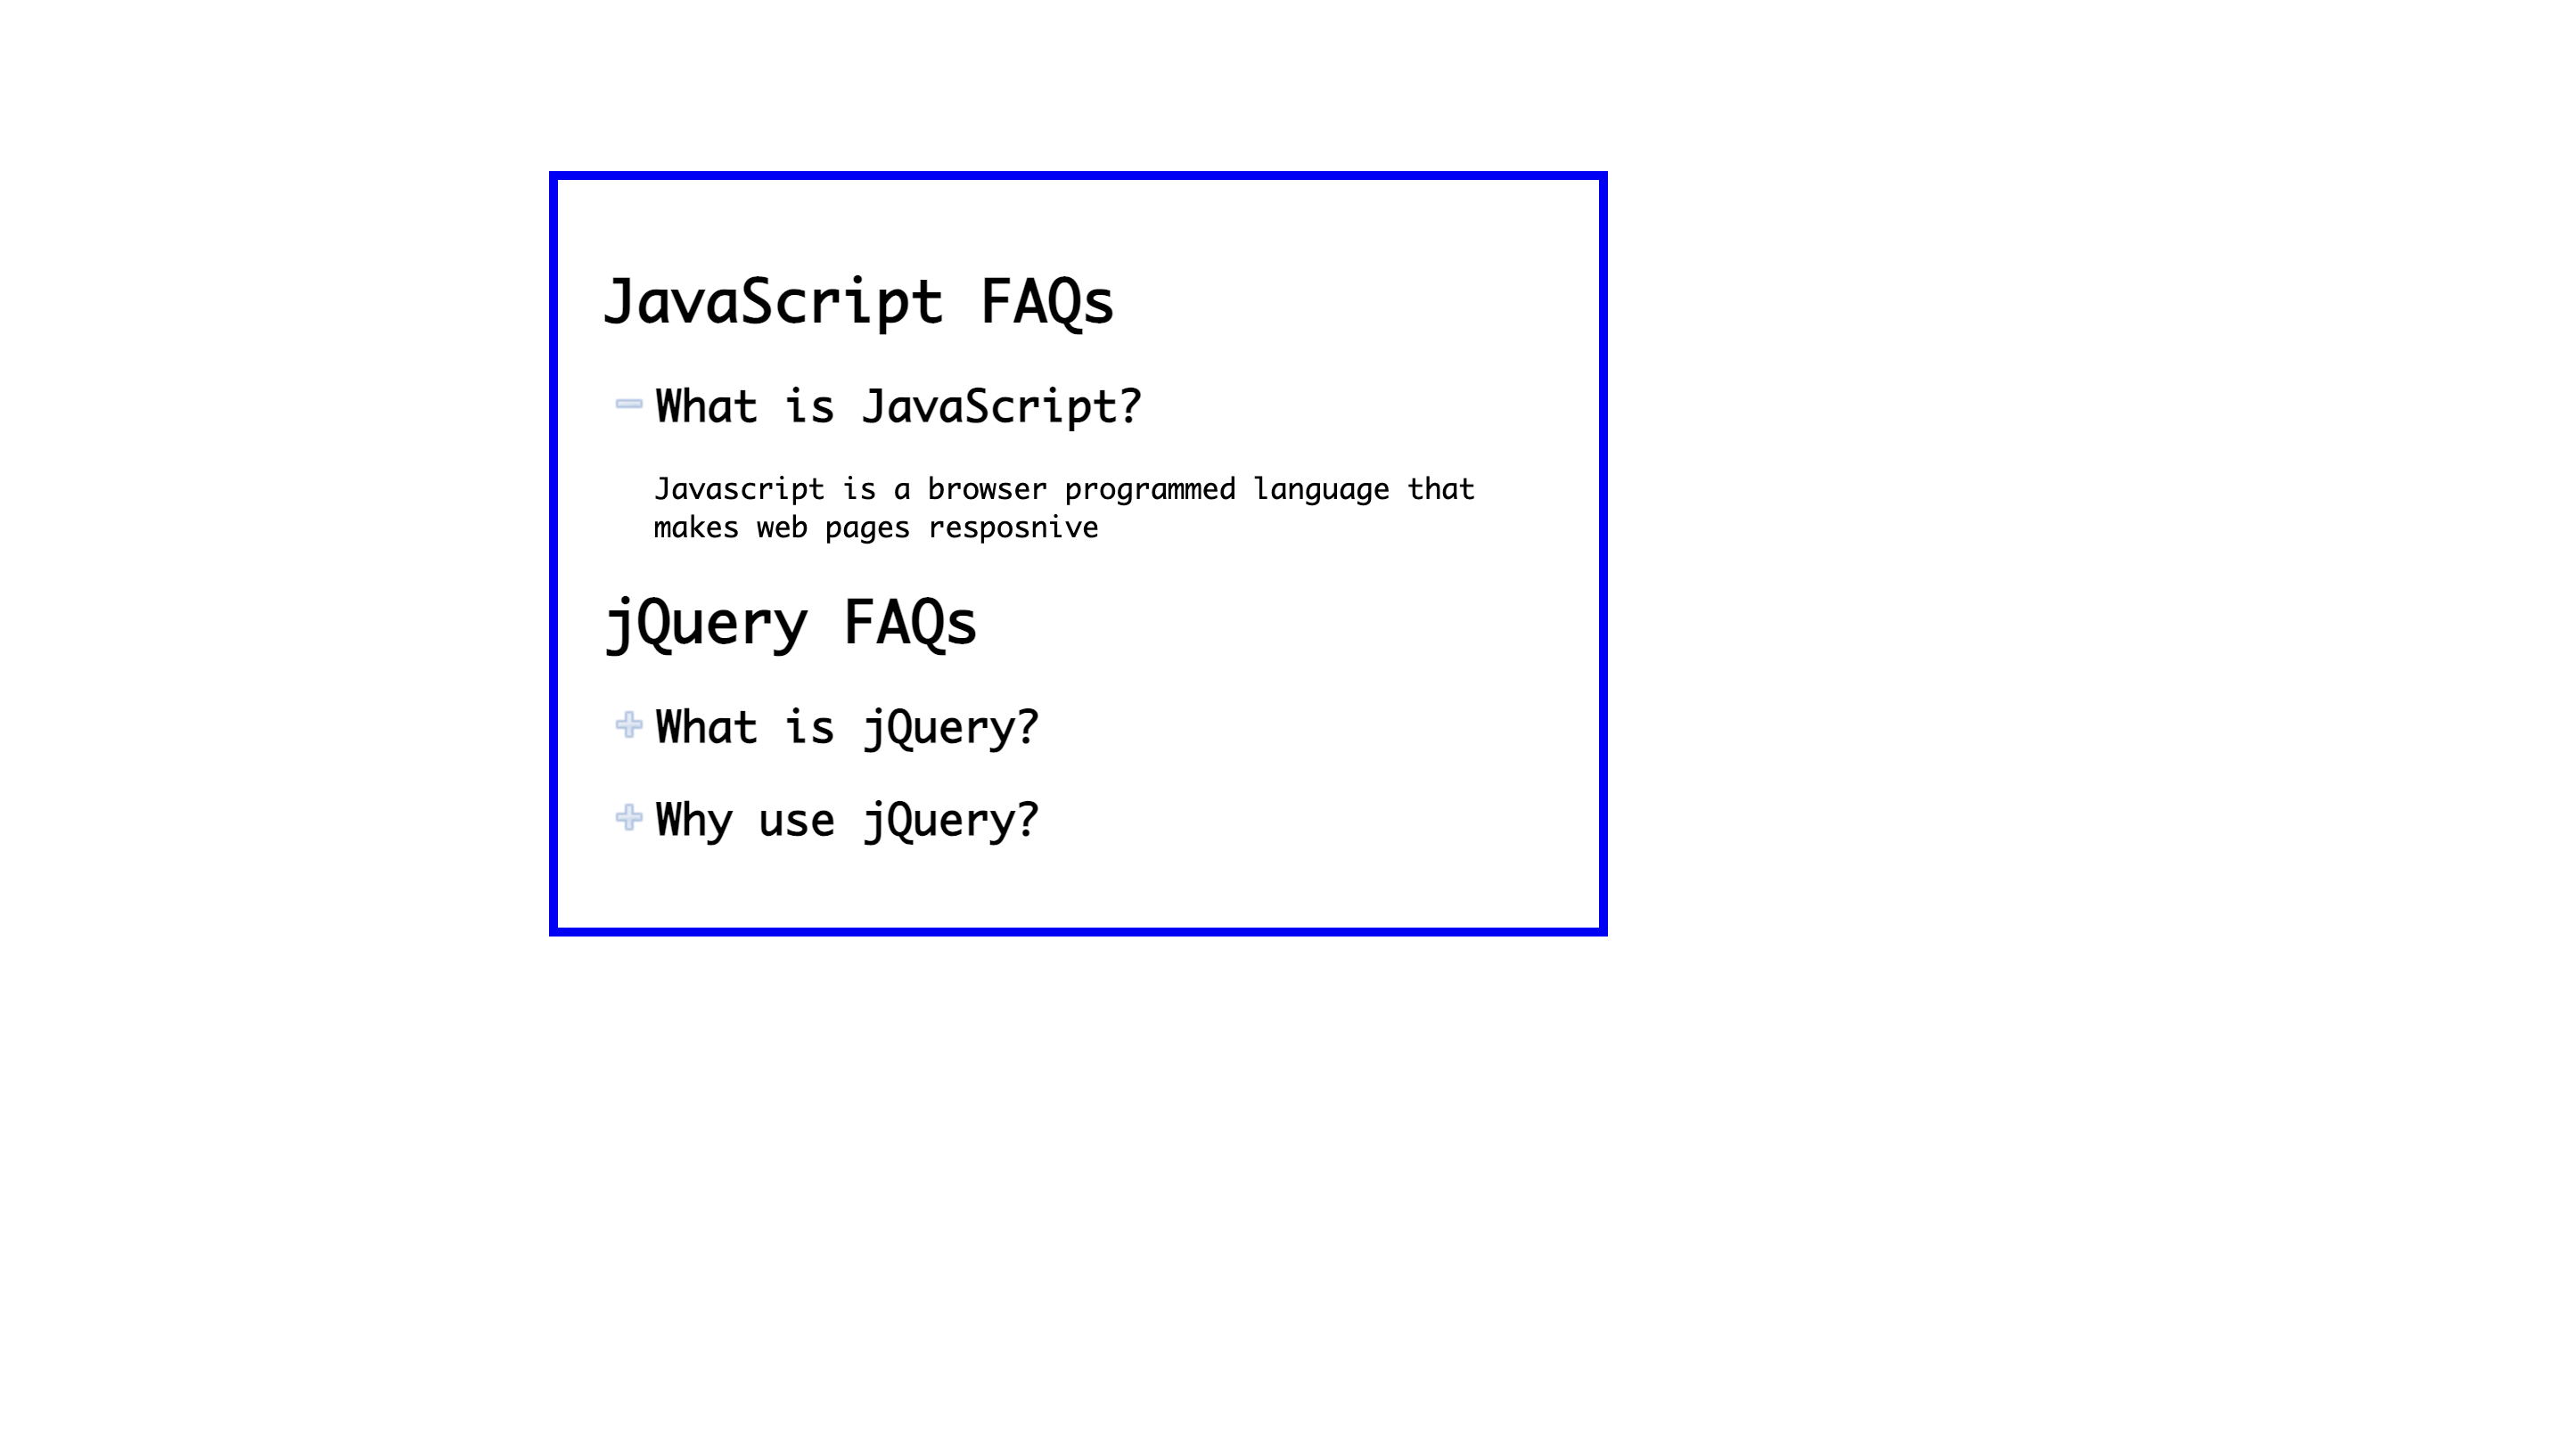 JavaScript FAQs
What is JavaScript?
Javascript is a browser programmed language that
makes web pages resposnive
jQuery FAQs
What is jQuery?
Why use jQuery?